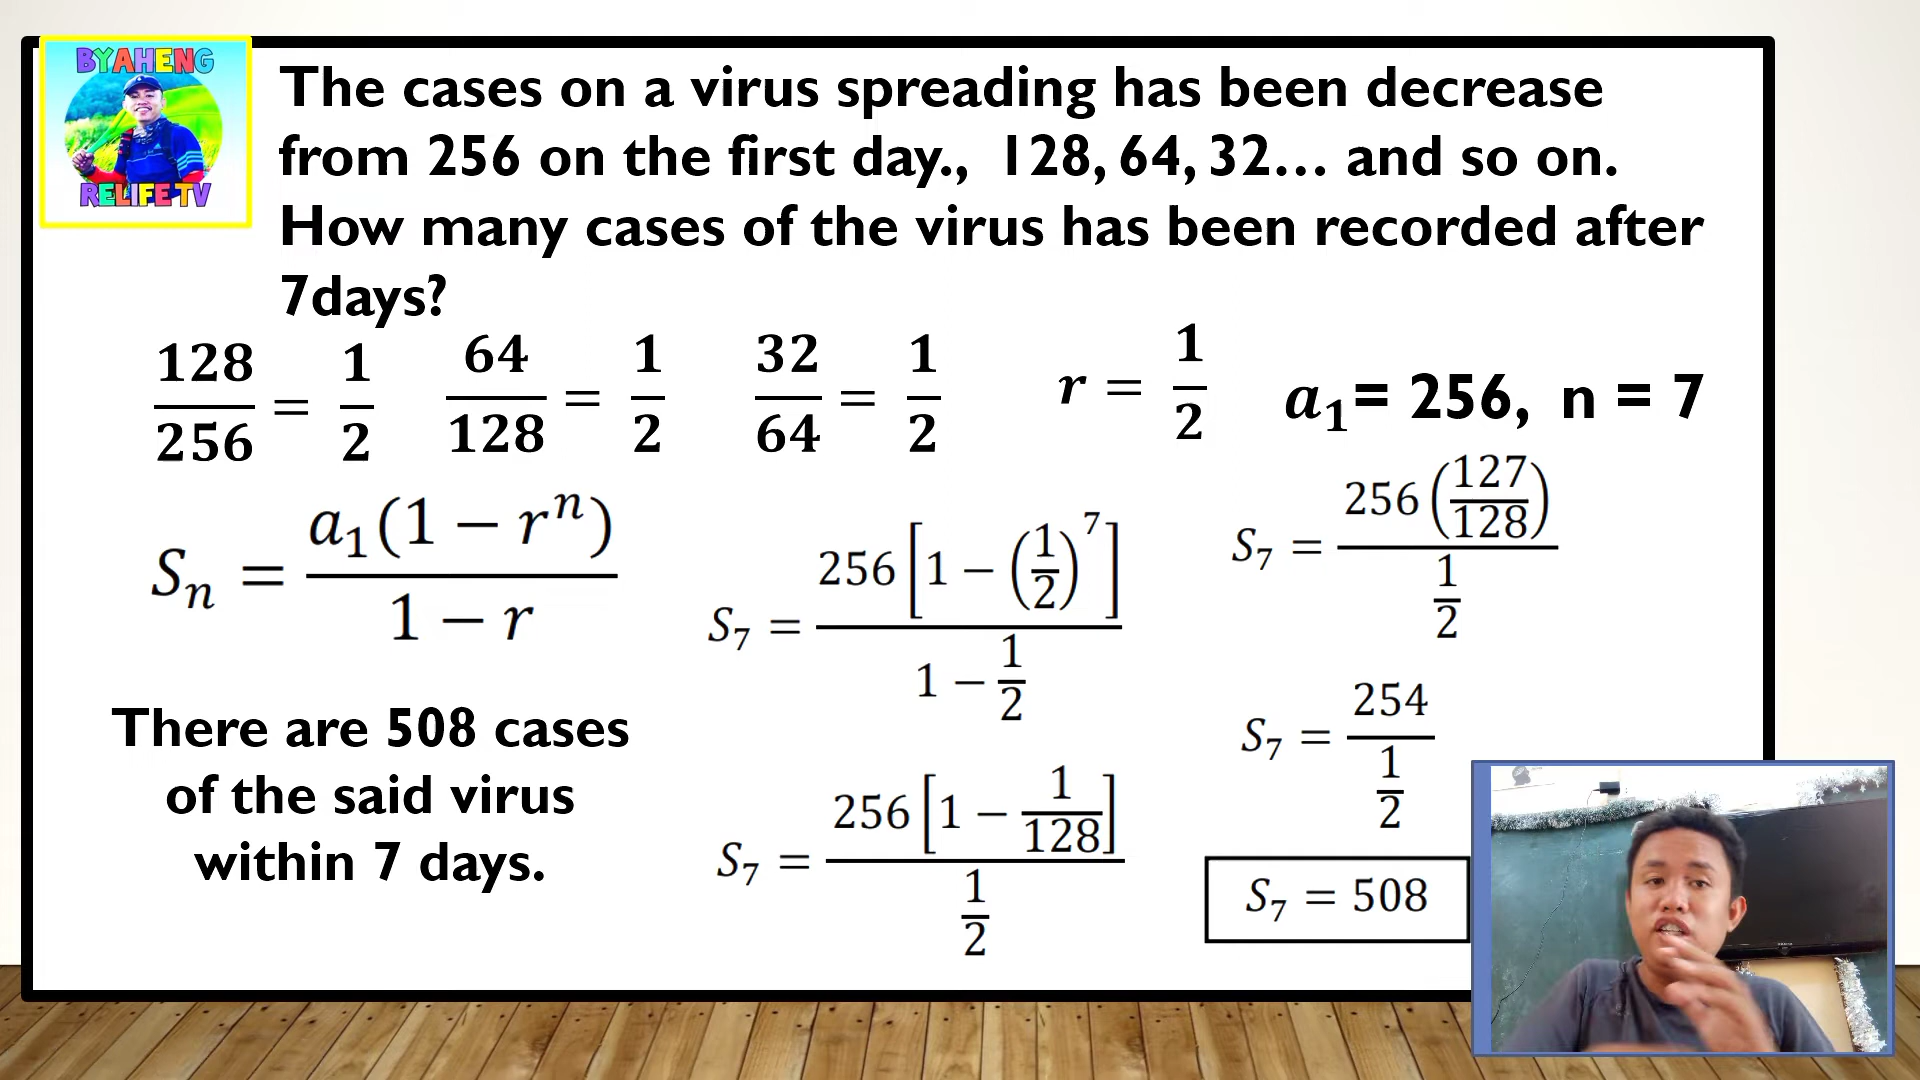 BYAHENG
RELIFE TV
The cases on a virus spreading has been decrease
from 256 on the first day., 128, 64, 32… and so on.
How many cases of the virus has been recorded after
7days?
128/256 = 1/2
64/128 = 1/2
32/64 = 1/2
r = 1/2
a₁= 256, n = 7
Sₙ = a₁(1 − rⁿ) / (1 − r)
S₇ = 256 [1 − (1/2)⁷] / (1 − 1/2)
S₇ = 256 [1 − 1/128] / (1/2)
S₇ = 256 (127/128) / (1/2)
S₇ = 254 / (1/2)
S₇ = 508
There are 508 cases
of the said virus
within 7 days.